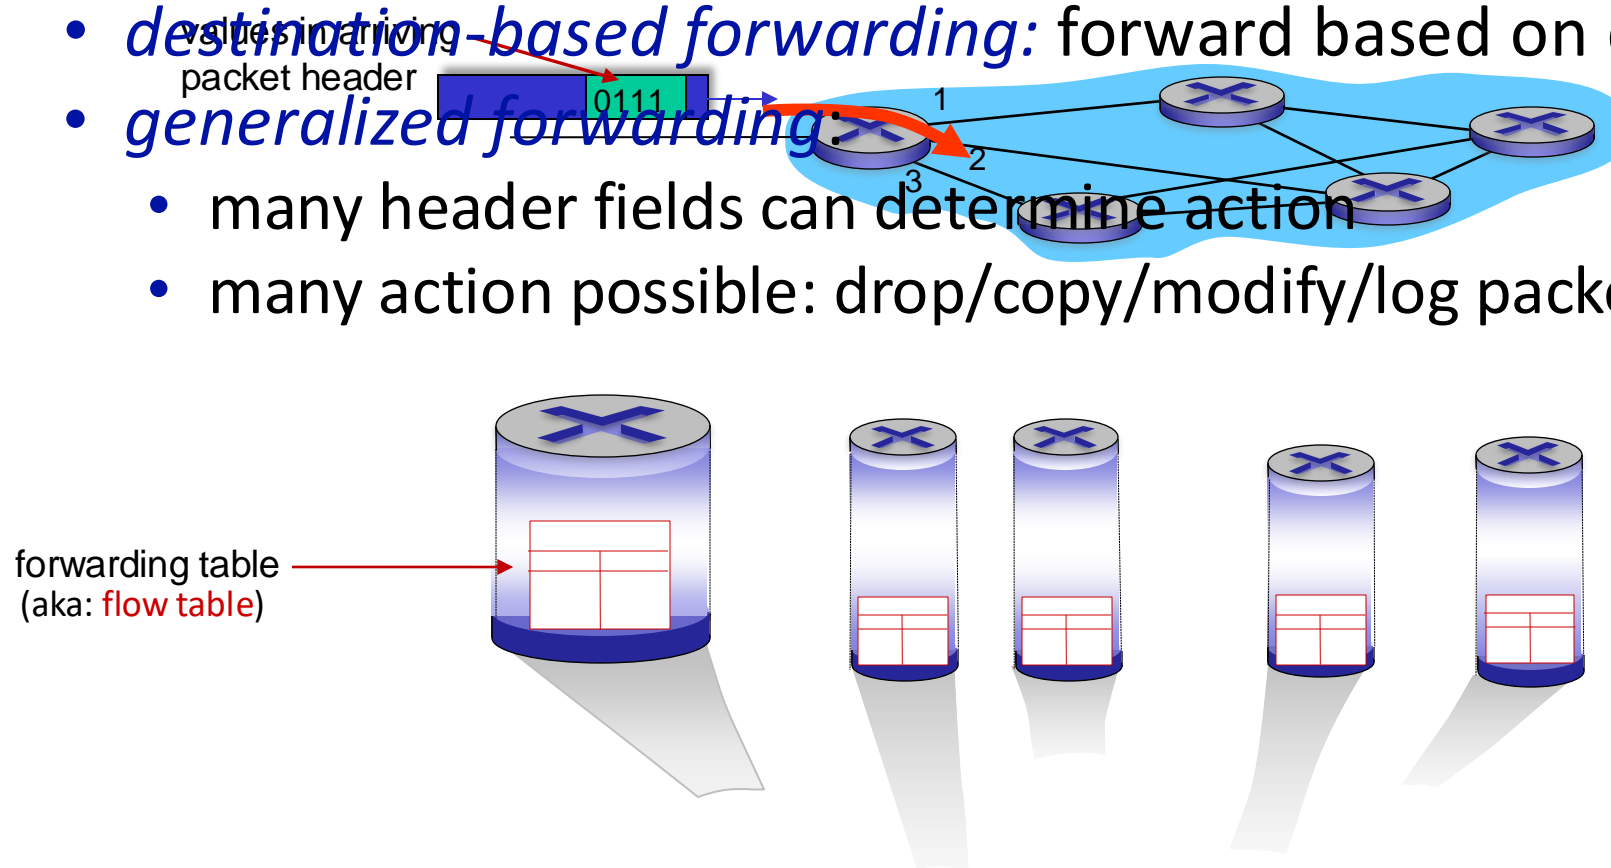 • destination-based forwarding: forward based on
values in arriving
packet header
0111
• generalized forwarding:
1
2
3
• many header fields can determine action
• many action possible: drop/copy/modify/log
forwarding table
(aka: flow table)